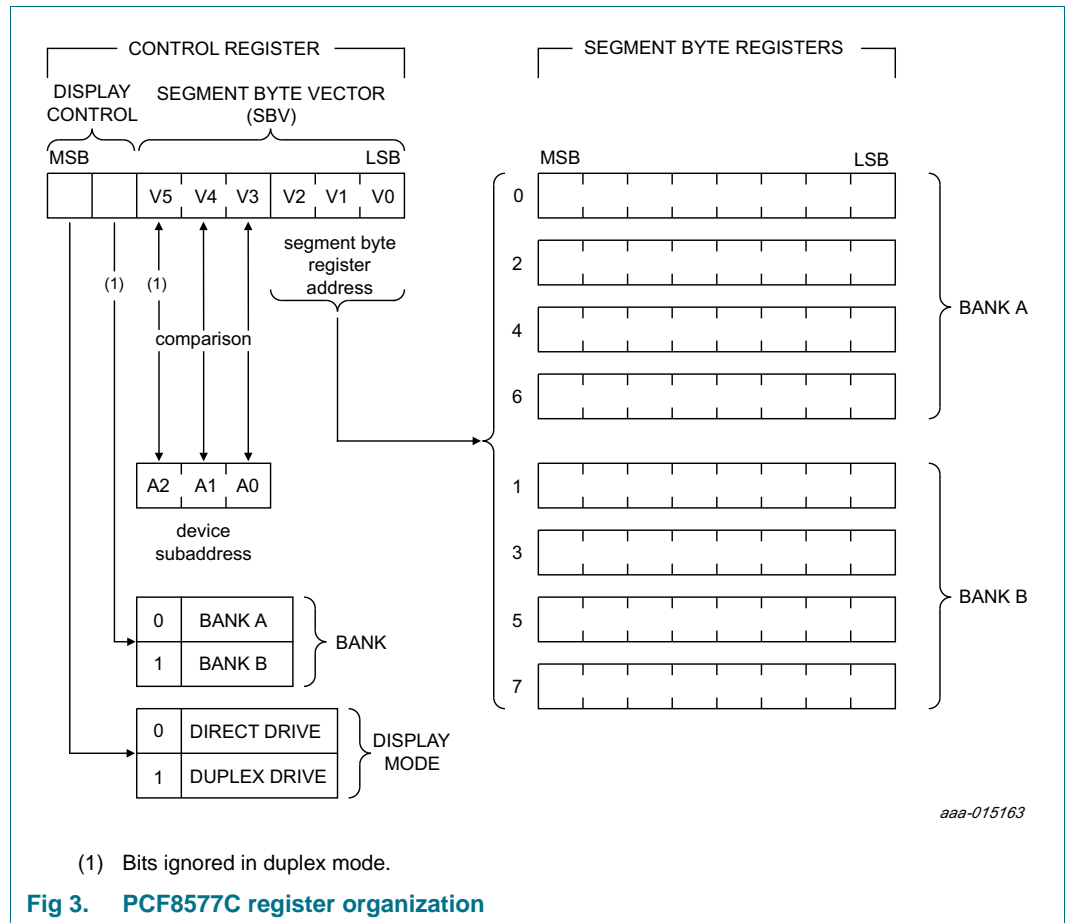 CONTROL REGISTER
SEGMENT BYTE REGISTERS
DISPLAY
CONTROL
SEGMENT BYTE VECTOR
(SBV)
MSB
LSB
V5 V4 V3 V2 V1 V0
(1)
(1)
segment byte
register
address
comparison
A2 A1 A0
device
subaddress
0 BANK A
1 BANK B
BANK
0 DIRECT DRIVE
1 DUPLEX DRIVE
DISPLAY
MODE
MSB
LSB
0
2
4
6
BANK A
1
3
5
7
BANK B
aaa-015163
(1) Bits ignored in duplex mode.
Fig 3. PCF8577C register organization